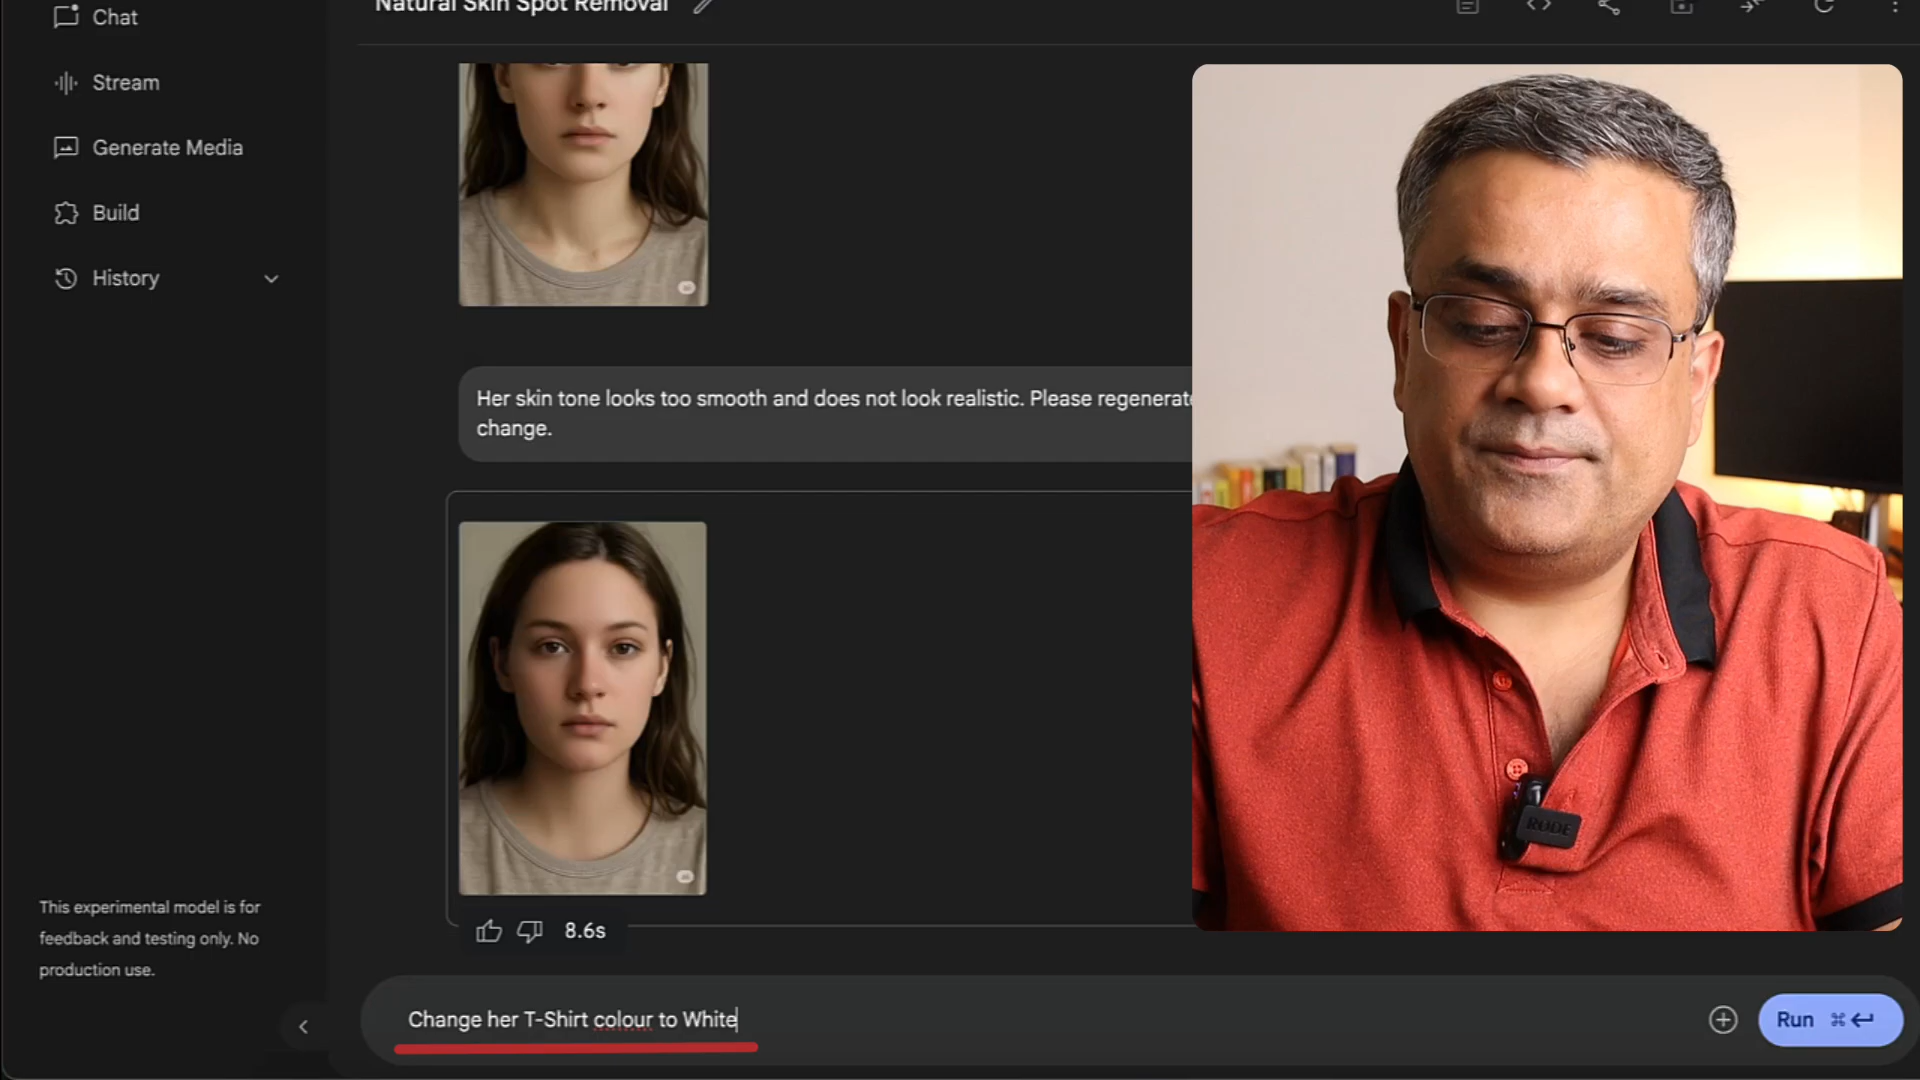 Chat
Natural Skin Spot Removal
Stream
Generate Media
Build
History
Her skin tone looks too smooth and does not look realistic. Please regenerate
change.
This experimental model is for
feedback and testing only. No
production use.
8.6s
Change her T-Shirt colour to White
Run ⌘ ↵
RODE